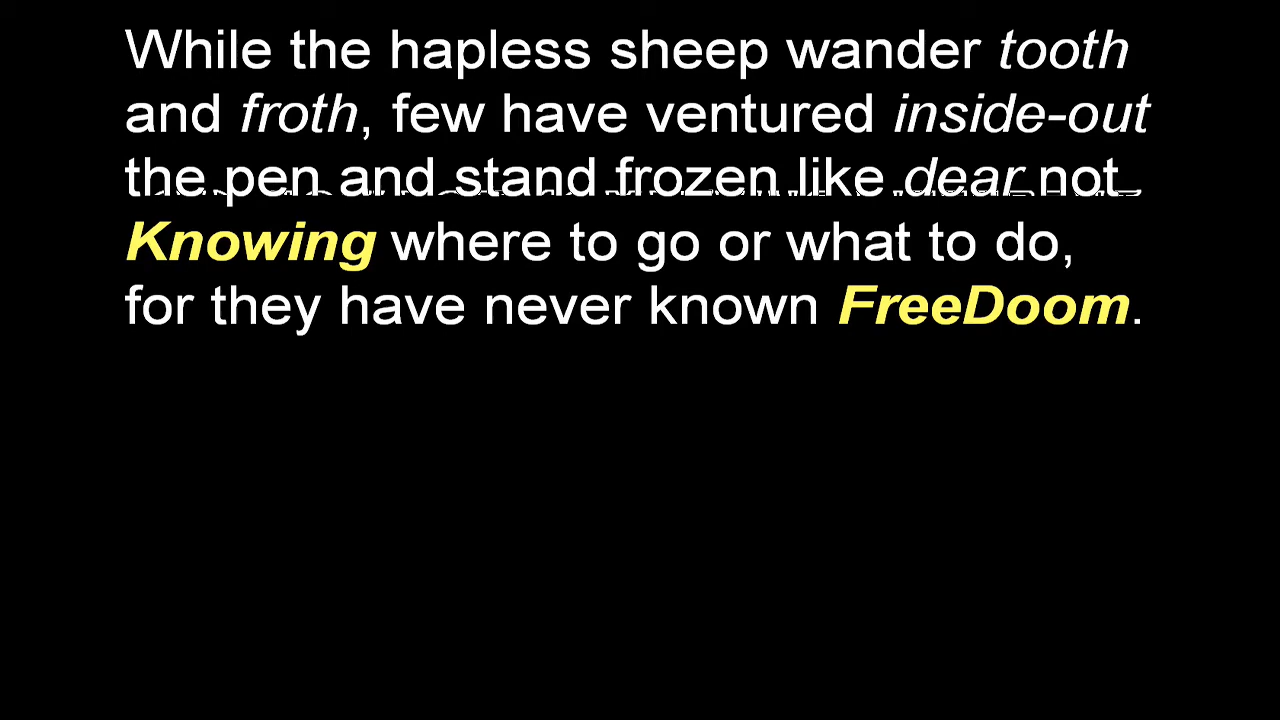 While the hapless sheep wander tooth
and froth, few have ventured inside-out
the pen and stand frozen like dear not
Knowing where to go or what to do,
for they have never known FreeDoom.